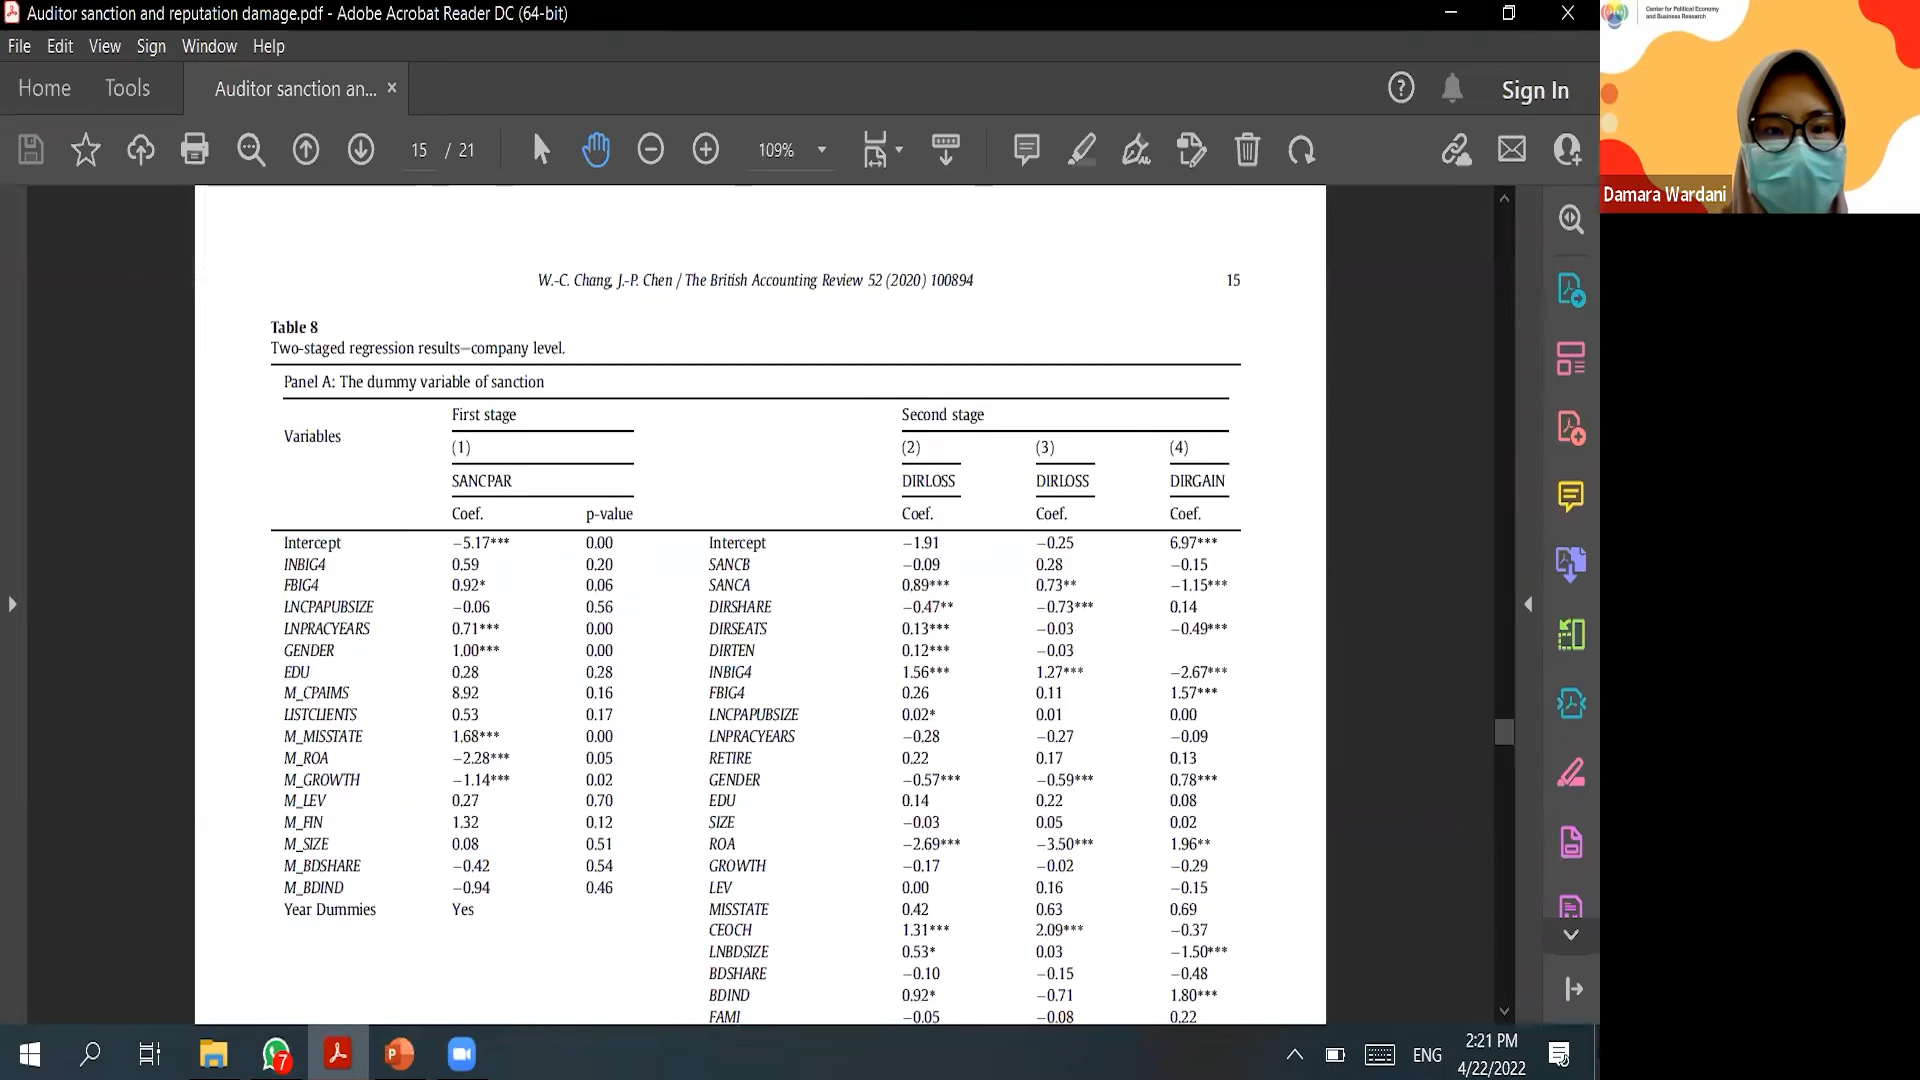 Auditor sanction and reputation damage.pdf - Adobe Acrobat Reader DC (64-bit)
File Edit View Sign Window Help
Home Tools Auditor sanction an... × Sign In
15 / 21 109%
Center for Political Economy
and Business Research
Damara Wardani
W.-C. Chang, J.-P. Chen / The British Accounting Review 52 (2020) 100894 15
Table 8
Two-staged regression results—company level.
Panel A: The dummy variable of sanction
Variables First stage Second stage
(1) (2) (3) (4)
SANCPAR DIRLOSS DIRLOSS DIRGAIN
Coef. p-value Coef. Coef. Coef.
Intercept −5.17*** 0.00 Intercept −1.91 −0.25 6.97***
INBIG4 0.59 0.20 SANCB −0.09 0.28 −0.15
FBIG4 0.92* 0.06 SANCA 0.89*** 0.73** −1.15***
LNCPAPUBSIZE −0.06 0.56 DIRSHARE −0.47** −0.73*** 0.14
LNPRACYEARS 0.71*** 0.00 DIRSEATS 0.13*** −0.03 −0.49***
GENDER 1.00*** 0.00 DIRTEN 0.12*** −0.03
EDU 0.28 0.28 INBIG4 1.56*** 1.27*** −2.67***
M_CPAIMS 8.92 0.16 FBIG4 0.26 0.11 1.57***
LISTCLIENTS 0.53 0.17 LNCPAPUBSIZE 0.02* 0.01 0.00
M_MISSTATE 1.68*** 0.00 LNPRACYEARS −0.28 −0.27 −0.09
M_ROA −2.28*** 0.05 RETIRE 0.22 0.17 0.13
M_GROWTH −1.14*** 0.02 GENDER −0.57*** −0.59*** 0.78***
M_LEV 0.27 0.70 EDU 0.14 0.22 0.08
M_FIN 1.32 0.12 SIZE −0.03 0.05 0.02
M_SIZE 0.08 0.51 ROA −2.69*** −3.50*** 1.96**
M_BDSHARE −0.42 0.54 GROWTH −0.17 −0.02 −0.29
M_BDIND −0.94 0.46 LEV 0.00 0.16 −0.15
Year Dummies Yes MISSTATE 0.42 0.63 0.69
CEOCH 1.31*** 2.09*** −0.37
LNBDSIZE 0.53* 0.03 −1.50***
BDSHARE −0.10 −0.15 −0.48
BDIND 0.92* −0.71 1.80***
FAMI −0.05 −0.08 0.22
7 ENG 2:21 PM
4/22/2022